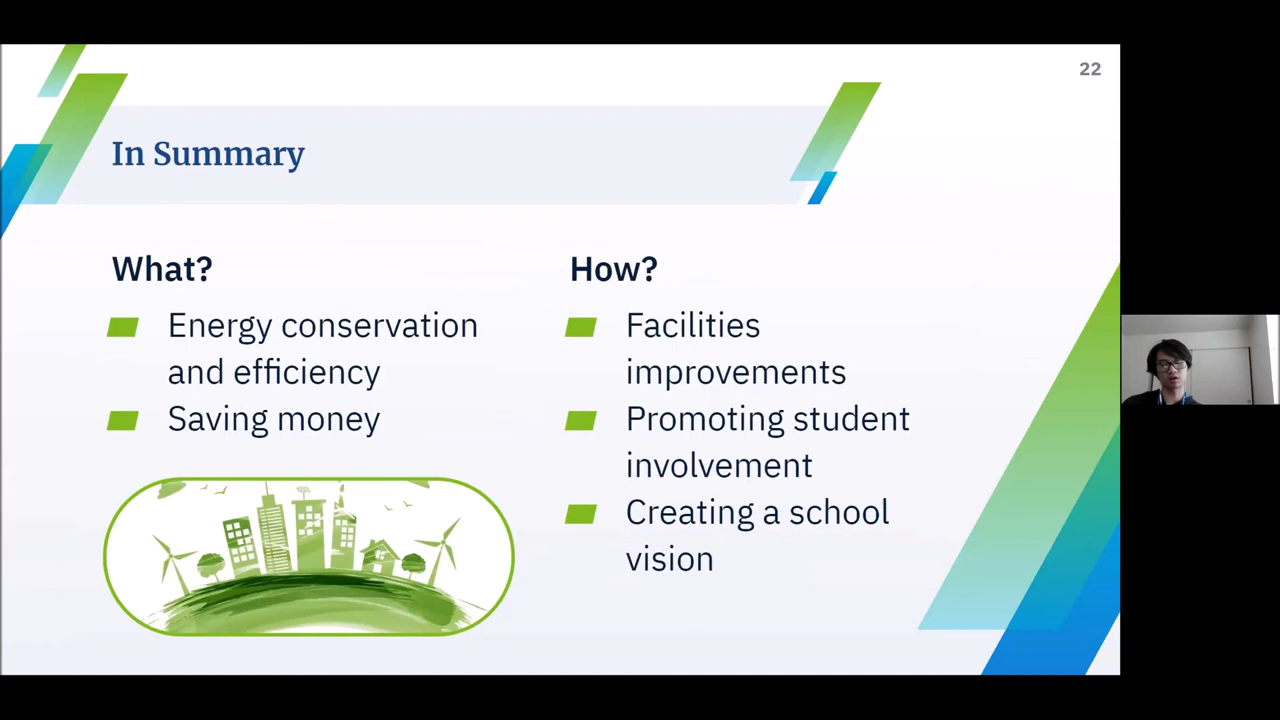 22
In Summary
What?
Energy conservation
and efficiency
Saving money
How?
Facilities
improvements
Promoting student
involvement
Creating a school
vision